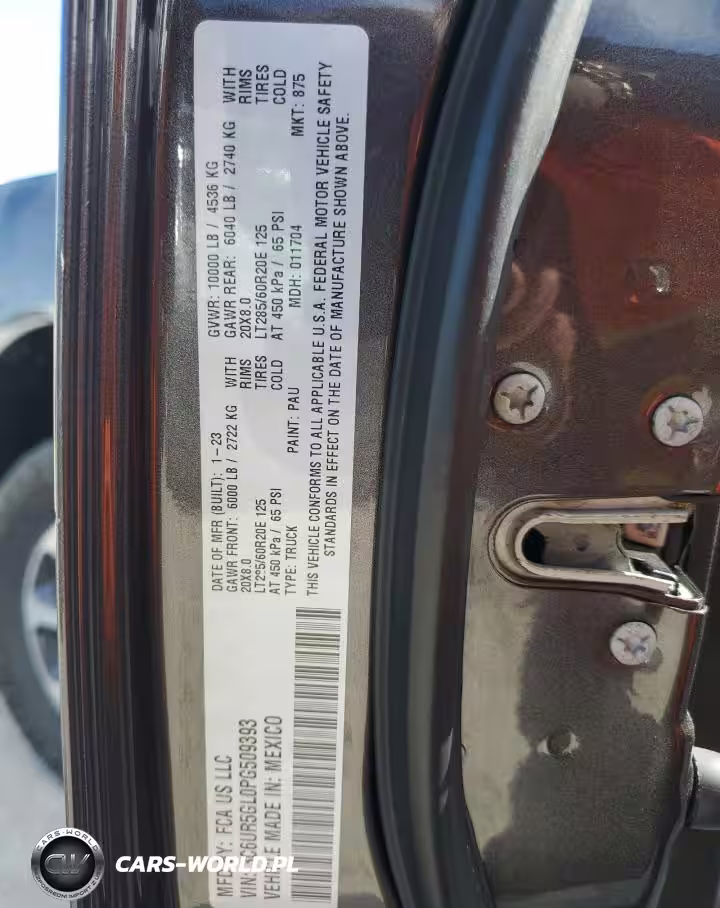 MFD BY: FCA US LLC
DATE OF MFR (BUILT): 1-23
GVWR: 10000 LB / 4536 KG
GAWR FRONT: 6000 LB / 2722 KG WITH
GAWR REAR: 6040 LB / 2740 KG WITH
20X8.0 RIMS
20X8.0 RIMS
LT285/60R20E 125 TIRES
LT285/60R20E 125 TIRES
AT 450 kPa / 65 PSI COLD
AT 450 kPa / 65 PSI COLD
TYPE: TRUCK PAINT: PAU MDH: 011704 MKT: 875
THIS VEHICLE CONFORMS TO ALL APPLICABLE U.S.A. FEDERAL MOTOR VEHICLE SAFETY
STANDARDS IN EFFECT ON THE DATE OF MANUFACTURE SHOWN ABOVE.
C6UR5GL0PG509393
VEHICLE MADE IN: MEXICO
CW
CARS-WORLD.PL